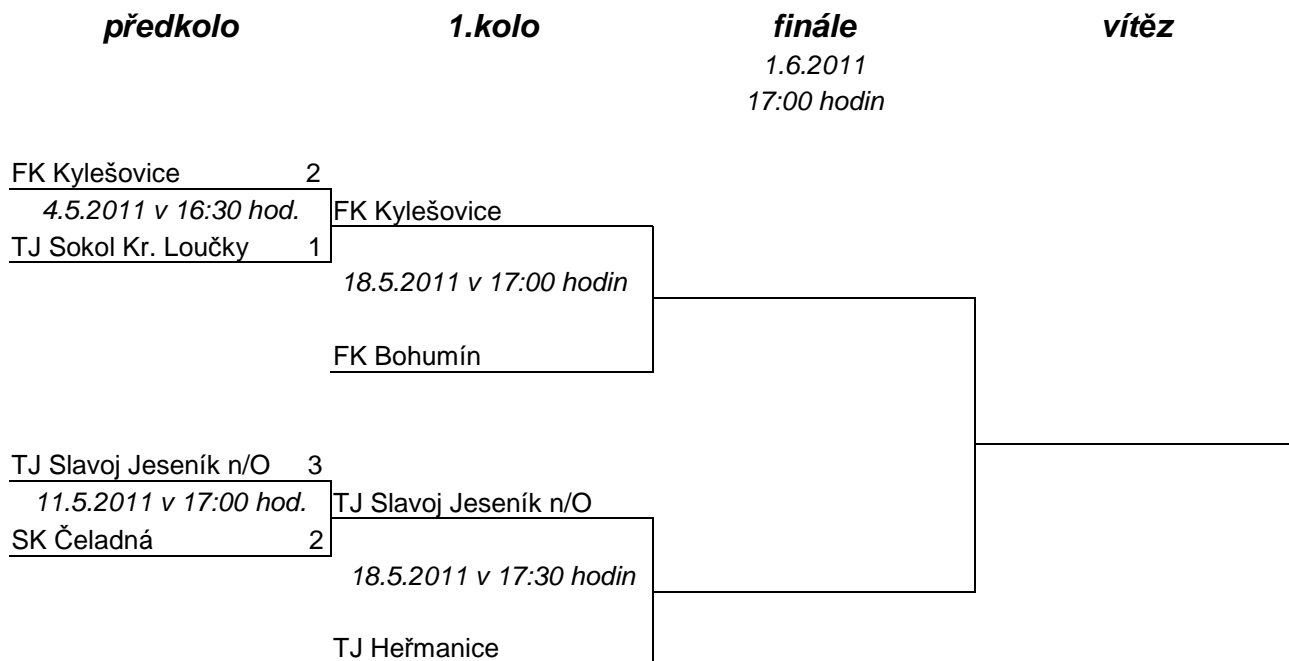 předkolo 1.kolo finále vítěz
1.6.2011
17:00 hodin
FK Kylešovice 2
4.5.2011 v 16:30 hod.
FK Kylešovice
TJ Sokol Kr. Loučky 1
18.5.2011 v 17:00 hodin
FK Bohumín
TJ Slavoj Jeseník n/O 3
11.5.2011 v 17:00 hod.
TJ Slavoj Jeseník n/O
SK Čeladná 2
18.5.2011 v 17:30 hodin
TJ Heřmanice